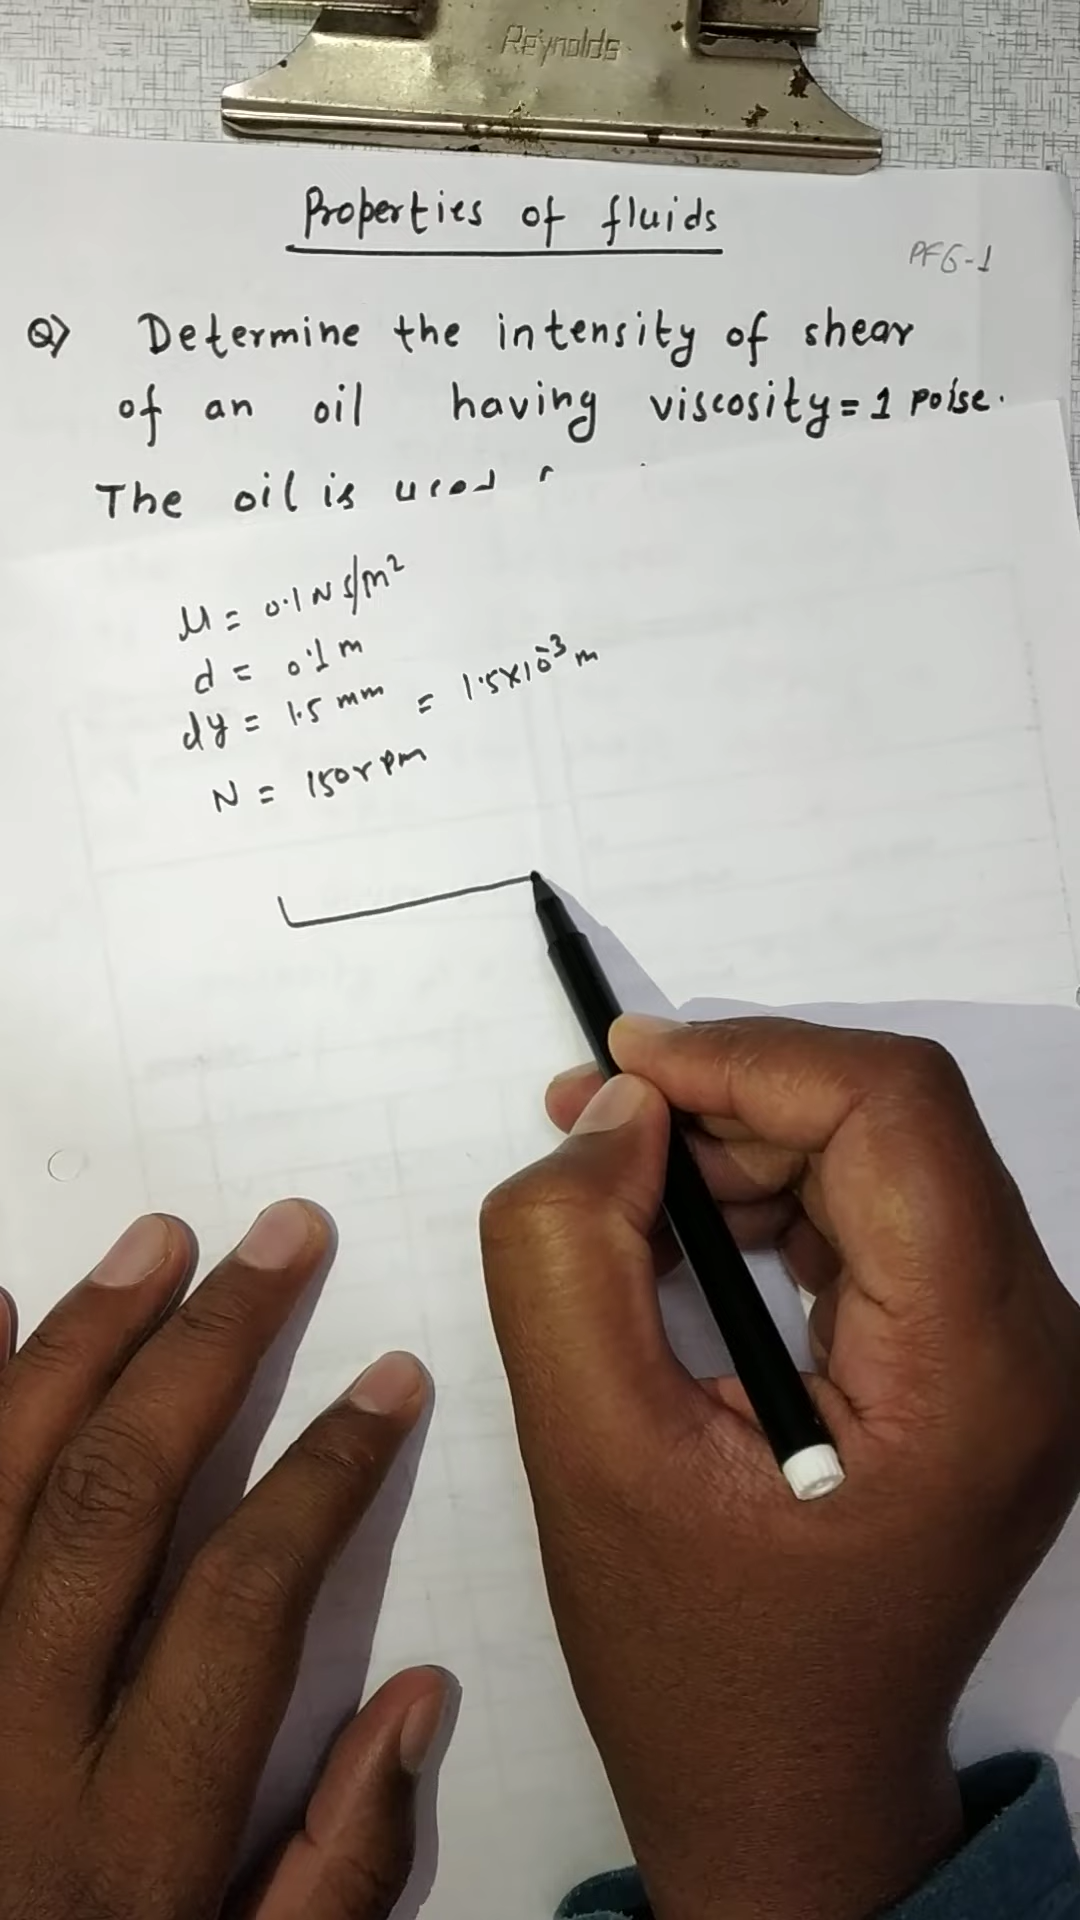 Reynolds
Properties of fluids
PFG-1
Q) Determine the intensity of shear
of an oil having viscosity = 1 poise.
The oil is used
μ = 0.1 N s/m²
d = 0.1 m
dy = 1.5 mm = 1.5×10⁻³ m
N = 150 rpm